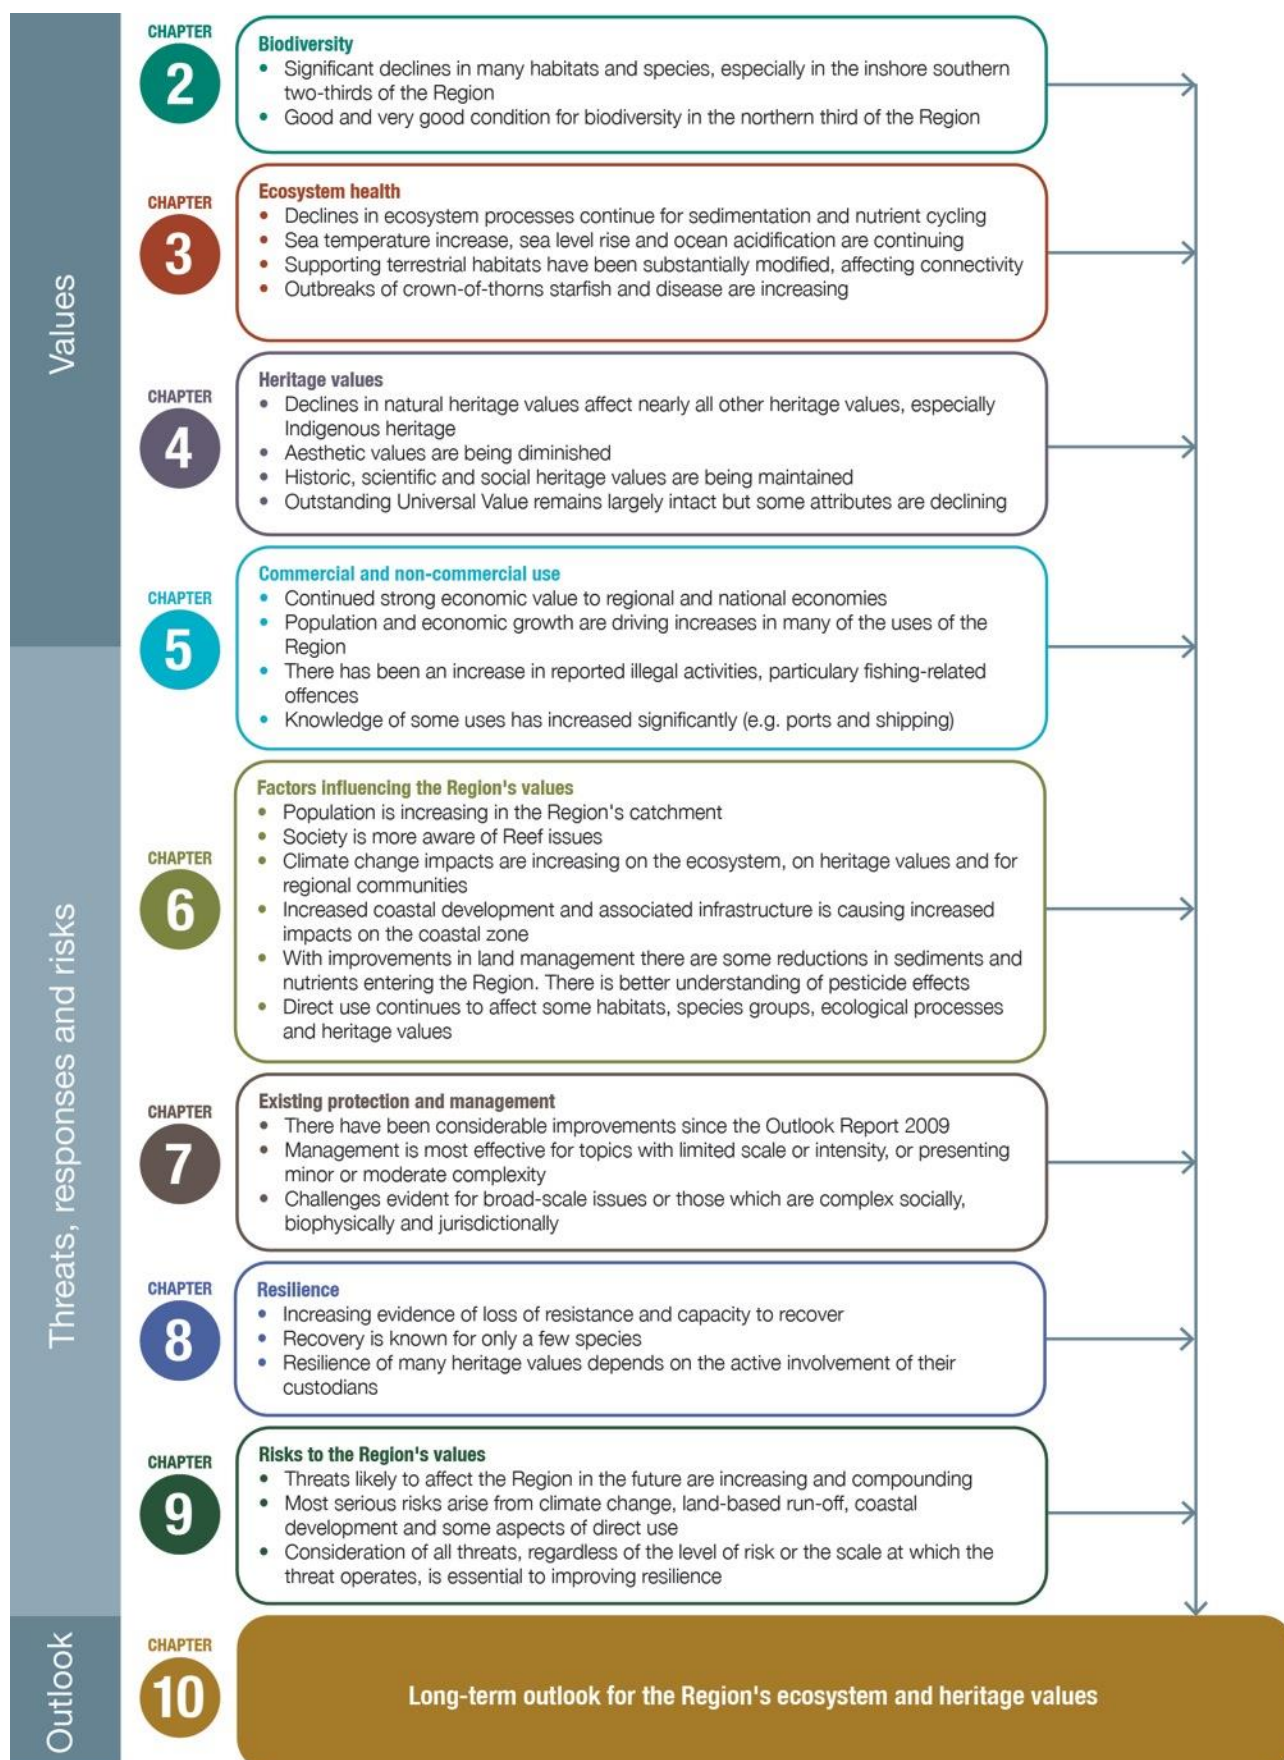 Values
CHAPTER
2
Biodiversity
• Significant declines in many habitats and species, especially in the inshore southern
two-thirds of the Region
• Good and very good condition for biodiversity in the northern third of the Region
CHAPTER
3
Ecosystem health
• Declines in ecosystem processes continue for sedimentation and nutrient cycling
• Sea temperature increase, sea level rise and ocean acidification are continuing
• Supporting terrestrial habitats have been substantially modified, affecting connectivity
• Outbreaks of crown-of-thorns starfish and disease are increasing
CHAPTER
4
Heritage values
• Declines in natural heritage values affect nearly all other heritage values, especially
Indigenous heritage
• Aesthetic values are being diminished
• Historic, scientific and social heritage values are being maintained
• Outstanding Universal Value remains largely intact but some attributes are declining
CHAPTER
5
Commercial and non-commercial use
• Continued strong economic value to regional and national economies
• Population and economic growth are driving increases in many of the uses of the
Region
• There has been an increase in reported illegal activities, particulary fishing-related
offences
• Knowledge of some uses has increased significantly (e.g. ports and shipping)
Threats, responses and risks
CHAPTER
6
Factors influencing the Region's values
• Population is increasing in the Region's catchment
• Society is more aware of Reef issues
• Climate change impacts are increasing on the ecosystem, on heritage values and for
regional communities
• Increased coastal development and associated infrastructure is causing increased
impacts on the coastal zone
• With improvements in land management there are some reductions in sediments and
nutrients entering the Region. There is better understanding of pesticide effects
• Direct use continues to affect some habitats, species groups, ecological processes
and heritage values
CHAPTER
7
Existing protection and management
• There have been considerable improvements since the Outlook Report 2009
• Management is most effective for topics with limited scale or intensity, or presenting
minor or moderate complexity
• Challenges evident for broad-scale issues or those which are complex socially,
biophysically and jurisdictionally
CHAPTER
8
Resilience
• Increasing evidence of loss of resistance and capacity to recover
• Recovery is known for only a few species
• Resilience of many heritage values depends on the active involvement of their
custodians
CHAPTER
9
Risks to the Region's values
• Threats likely to affect the Region in the future are increasing and compounding
• Most serious risks arise from climate change, land-based run-off, coastal
development and some aspects of direct use
• Consideration of all threats, regardless of the level of risk or the scale at which the
threat operates, is essential to improving resilience
Outlook
CHAPTER
10
Long-term outlook for the Region's ecosystem and heritage values